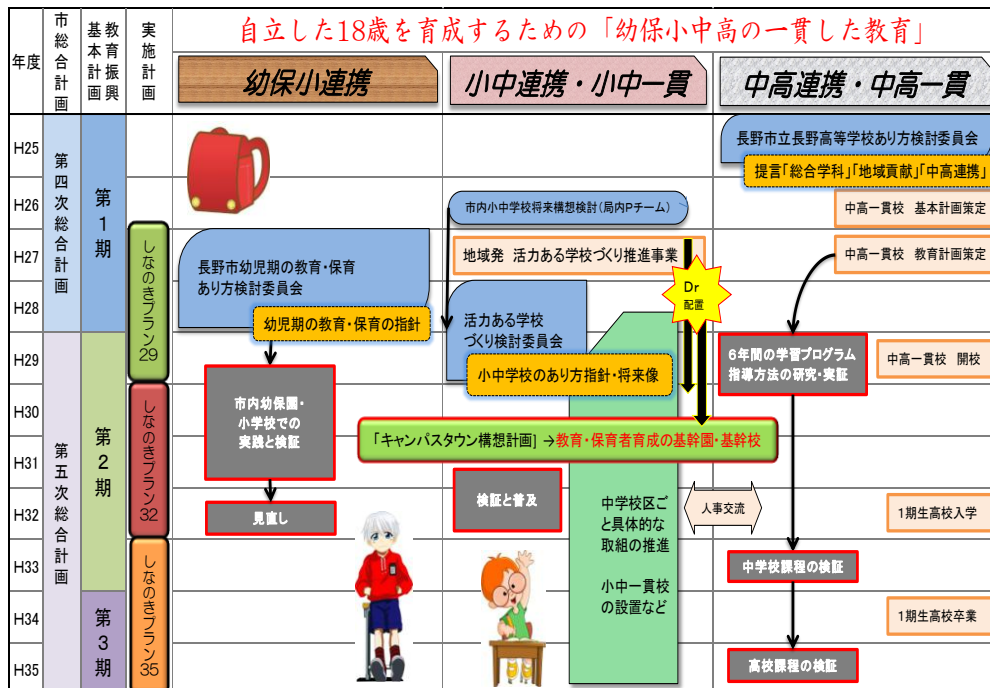 自立した18歳を育成するための「幼保小中高の一貫した教育」
年度
市総合計画
教育振興
基本計画
実施計画
幼保小連携
小中連携・小中一貫
中高連携・中高一貫
H25
H26
H27
H28
H29
H30
H31
H32
H33
H34
H35
第四次総合計画
第五次総合計画
第1期
第2期
第3期
しなのきプラン29
しなのきプラン32
しなのきプラン35
長野市幼児期の教育・保育
あり方検討委員会
幼児期の教育・保育の指針
市内幼保園・
小学校での
実践と検証
見直し
市内小中学校将来構想検討(局内Pチーム)
地域発 活力ある学校づくり推進事業
Dr
配置
活力ある学校
づくり検討委員会
小中学校のあり方指針・将来像
「キャンパスタウン構想計画] →教育・保育者育成の基幹園・基幹校
検証と普及
中学校区ご
と具体的な
取組の推進
小中一貫校
の設置など
人事交流
長野市立長野高等学校あり方検討委員会
提言「総合学科」「地域貢献」「中高連携」
中高一貫校 基本計画策定
中高一貫校 教育計画策定
6年間の学習プログラム
指導方法の研究・実証
中高一貫校 開校
1期生高校入学
中学校課程の検証
1期生高校卒業
高校課程の検証